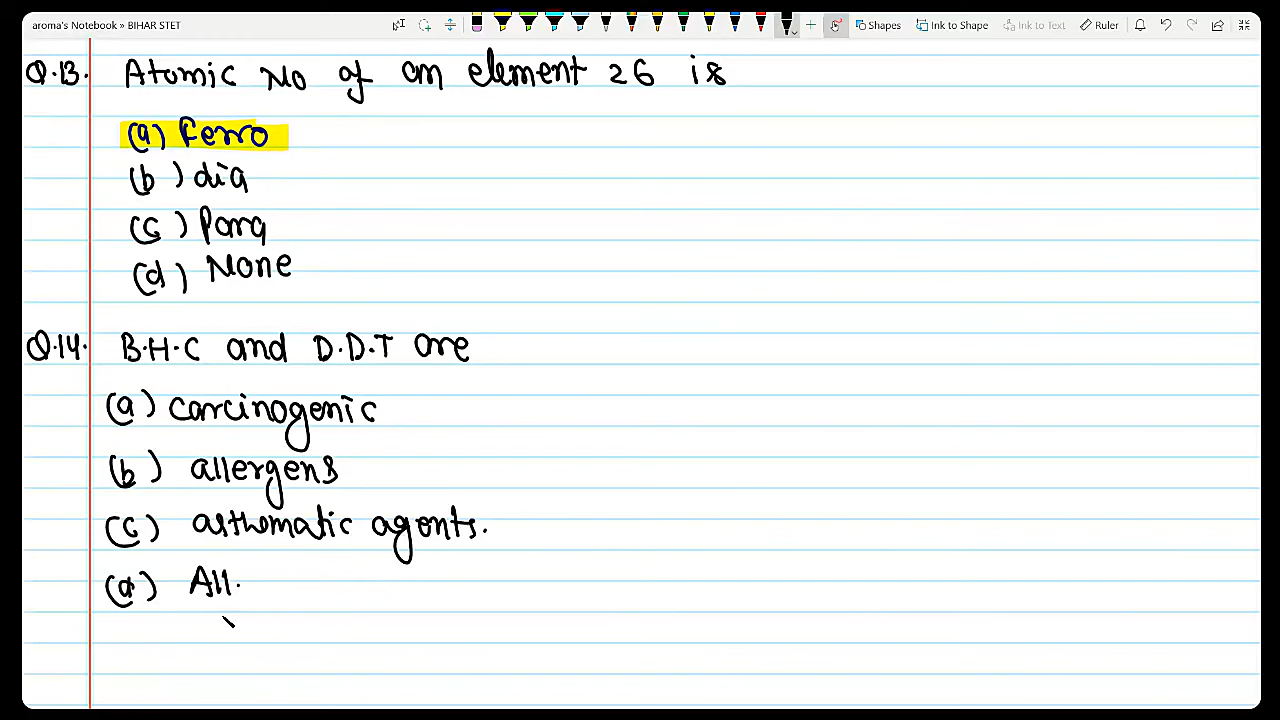 aroma's Notebook » BIHAR STET
Shapes
Ink to Shape
Ink to Text
Ruler
Q.13. Atomic No of an element 26 is
(a) Ferro
(b) dia
(c) Para
(d) None
Q.14. B.H.C and D.D.T are
(a) carcinogenic
(b) allergens
(c) asthomatic agents.
(d) All.